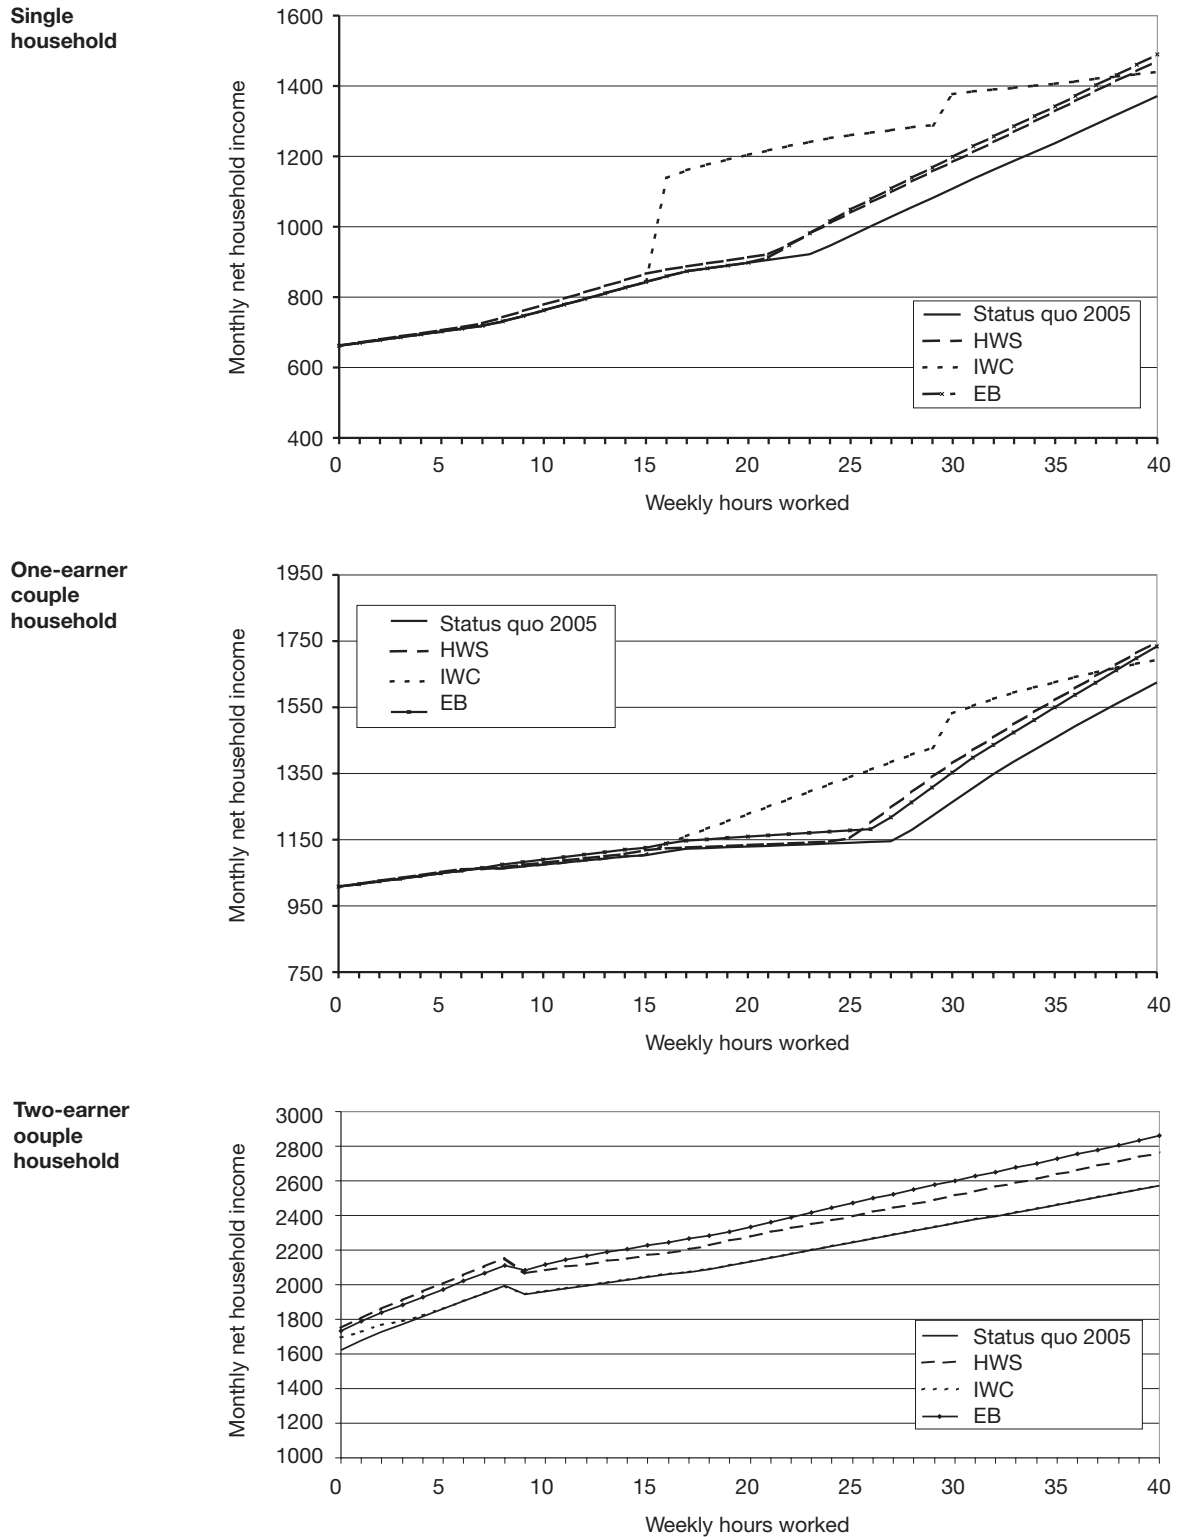 Single
household
Monthly net household income
1600
1400
1200
1000
800
600
400
Status quo 2005
HWS
IWC
EB
0 5 10 15 20 25 30 35 40
Weekly hours worked
One-earner
couple
household
Monthly net household income
1950
1750
1550
1350
1150
950
750
Status quo 2005
HWS
IWC
EB
0 5 10 15 20 25 30 35 40
Weekly hours worked
Two-earner
oouple
household
Monthly net household income
3000
2800
2600
2400
2200
2000
1800
1600
1400
1200
1000
Status quo 2005
HWS
IWC
EB
0 5 10 15 20 25 30 35 40
Weekly hours worked